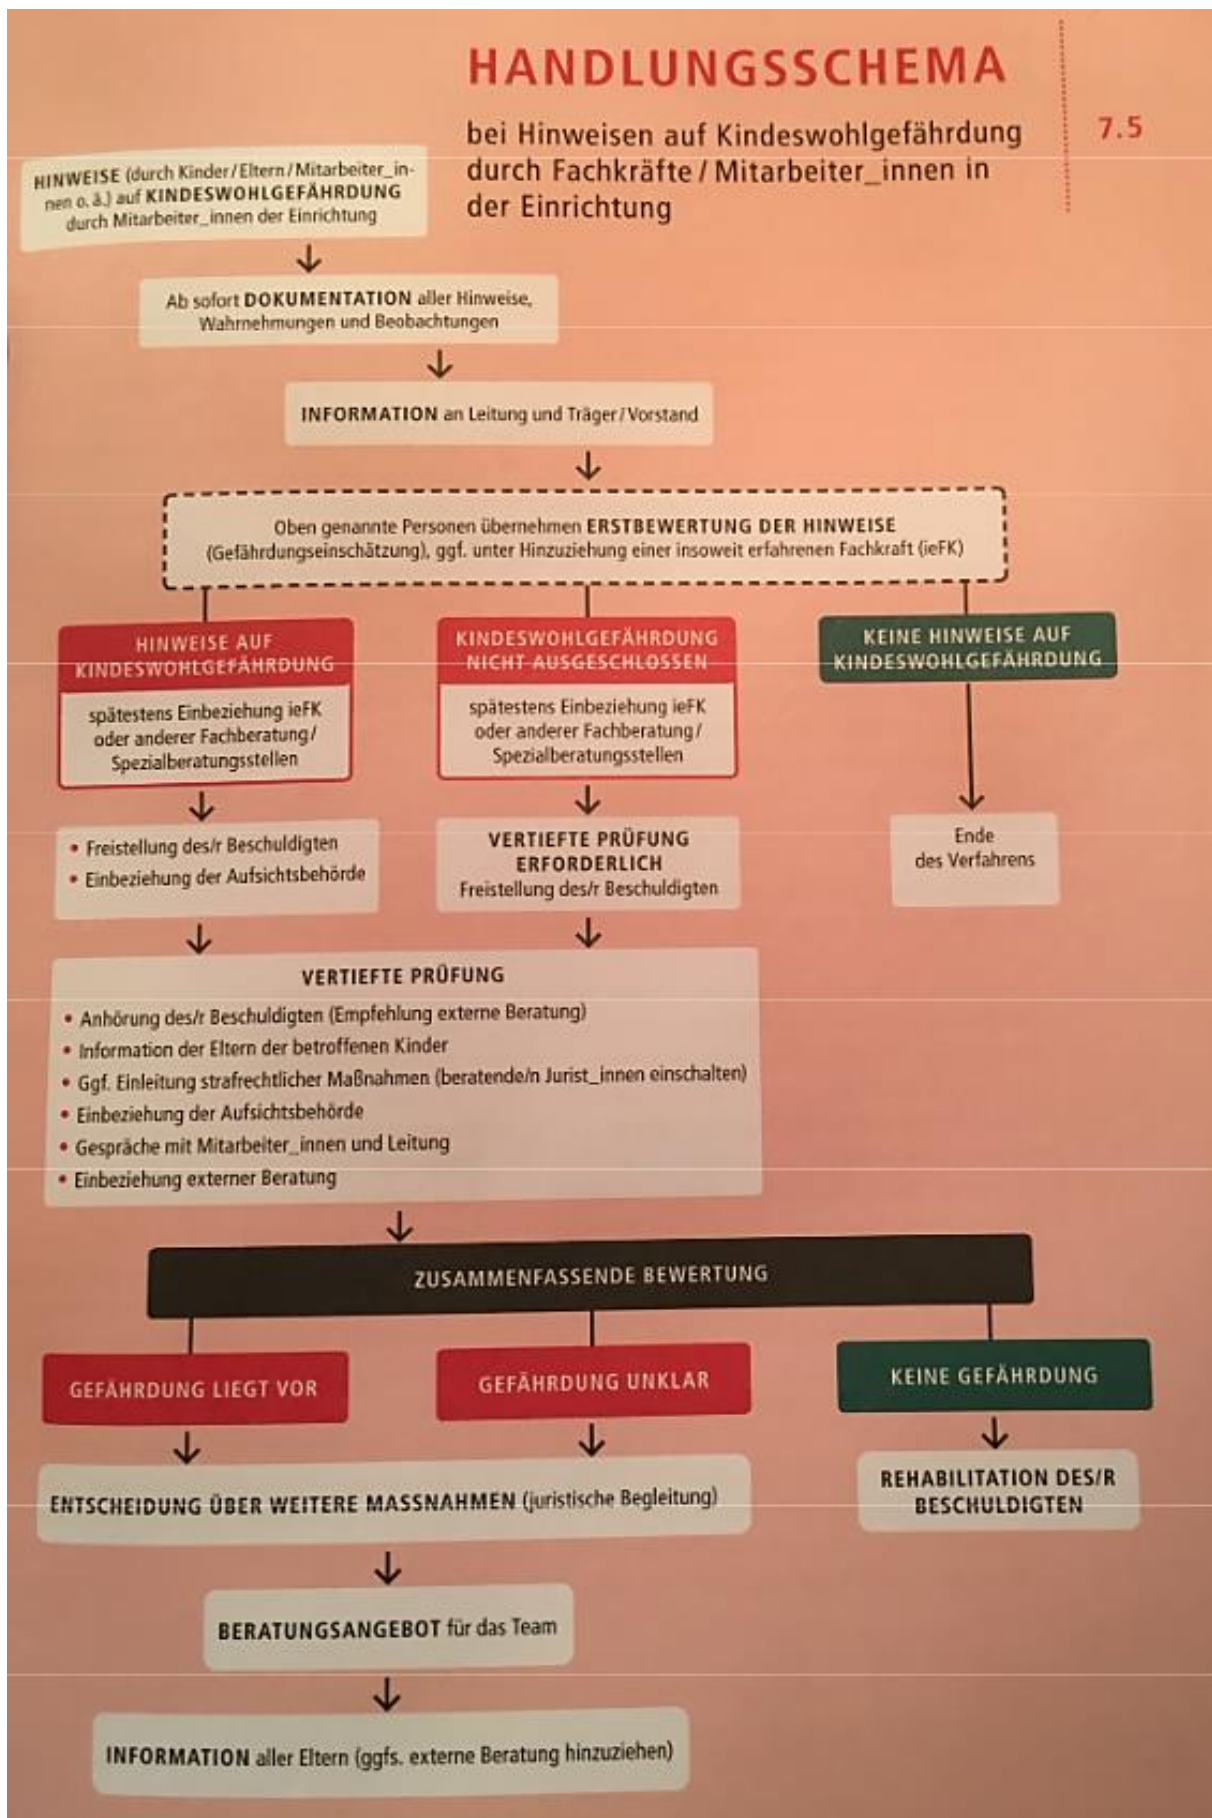 HANDLUNGSSCHEMA
bei Hinweisen auf Kindeswohlgefährdung
durch Fachkräfte / Mitarbeiter_innen in
der Einrichtung
7.5
HINWEISE (durch Kinder/Eltern/Mitarbeiter_in-
nen o. ä.) auf KINDESWOHLGEFÄHRDUNG
durch Mitarbeiter_innen der Einrichtung
Ab sofort DOKUMENTATION aller Hinweise,
Wahrnehmungen und Beobachtungen
INFORMATION an Leitung und Träger/Vorstand
Oben genannte Personen übernehmen ERSTBEWERTUNG DER HINWEISE
(Gefährdungseinschätzung), ggf. unter Hinzuziehung einer insoweit erfahrenen Fachkraft (ieFK)
HINWEISE AUF
KINDESWOHLGEFÄHRDUNG
spätestens Einbeziehung ieFK
oder anderer Fachberatung/
Spezialberatungsstellen
KINDESWOHLGEFÄHRDUNG
NICHT AUSGESCHLOSSEN
spätestens Einbeziehung ieFK
oder anderer Fachberatung/
Spezialberatungsstellen
KEINE HINWEISE AUF
KINDESWOHLGEFÄHRDUNG
• Freistellung des/r Beschuldigten
• Einbeziehung der Aufsichtsbehörde
VERTIEFTE PRÜFUNG
ERFORDERLICH
Freistellung des/r Beschuldigten
Ende
des Verfahrens
VERTIEFTE PRÜFUNG
• Anhörung des/r Beschuldigten (Empfehlung externe Beratung)
• Information der Eltern der betroffenen Kinder
• Ggf. Einleitung strafrechtlicher Maßnahmen (beratende/n Jurist_innen einschalten)
• Einbeziehung der Aufsichtsbehörde
• Gespräche mit Mitarbeiter_innen und Leitung
• Einbeziehung externer Beratung
ZUSAMMENFASSENDE BEWERTUNG
GEFÄHRDUNG LIEGT VOR
GEFÄHRDUNG UNKLAR
KEINE GEFÄHRDUNG
ENTSCHEIDUNG ÜBER WEITERE MASSNAHMEN (juristische Begleitung)
REHABILITATION DES/R
BESCHULDIGTEN
BERATUNGSANGEBOT für das Team
INFORMATION aller Eltern (ggfs. externe Beratung hinzuziehen)